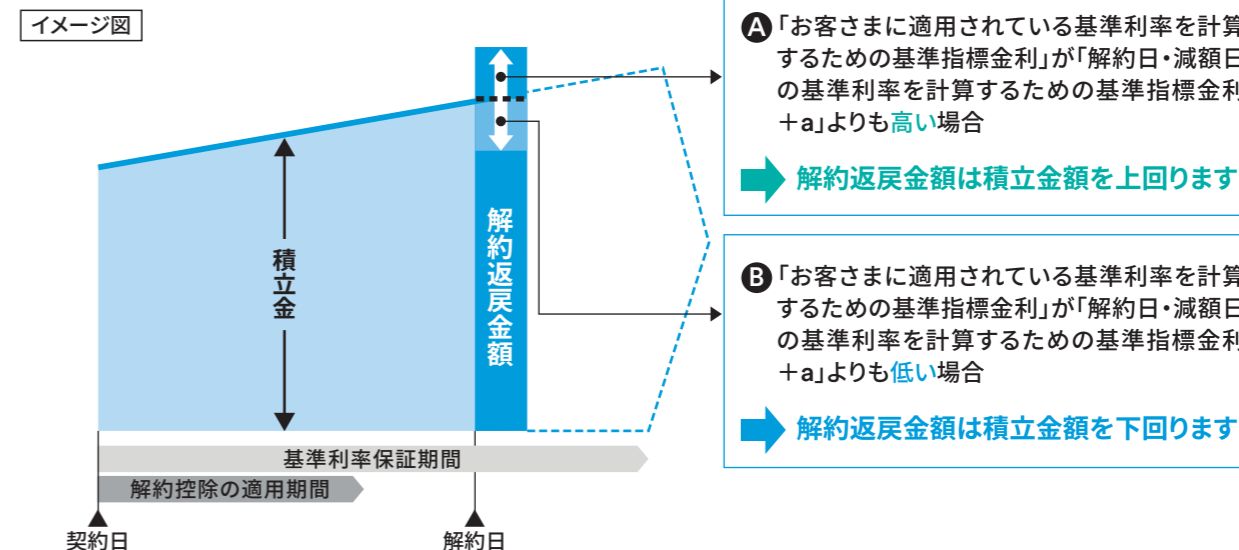 イメージ図
A「お客さまに適用されている基準利率を計算
するための基準指標金利」が「解約日・減額日
の基準利率を計算するための基準指標金利
+a」よりも高い場合
解約返戻金額は積立金額を上回ります
積立金
解約返戻金額
B「お客さまに適用されている基準利率を計算
するための基準指標金利」が「解約日・減額日
の基準利率を計算するための基準指標金利
+a」よりも低い場合
解約返戻金額は積立金額を下回ります
基準利率保証期間
解約控除の適用期間
契約日
解約日